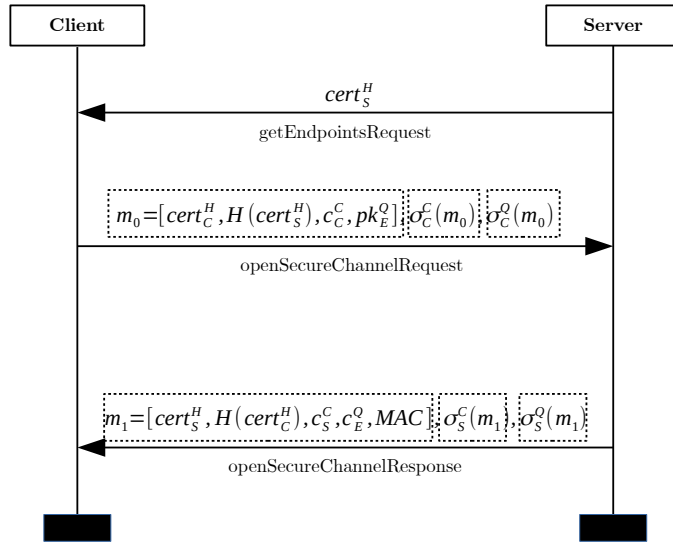 Client Server
cert_S^H
getEndpointsRequest
m_0=[cert_C^H, H(cert_S^H), c_C^C, pk_E^Q], σ_C^C(m_0), σ_C^Q(m_0)
openSecureChannelRequest
m_1=[cert_S^H, H(cert_C^H), c_S^C, c_E^Q, MAC], σ_S^C(m_1), σ_S^Q(m_1)
openSecureChannelResponse